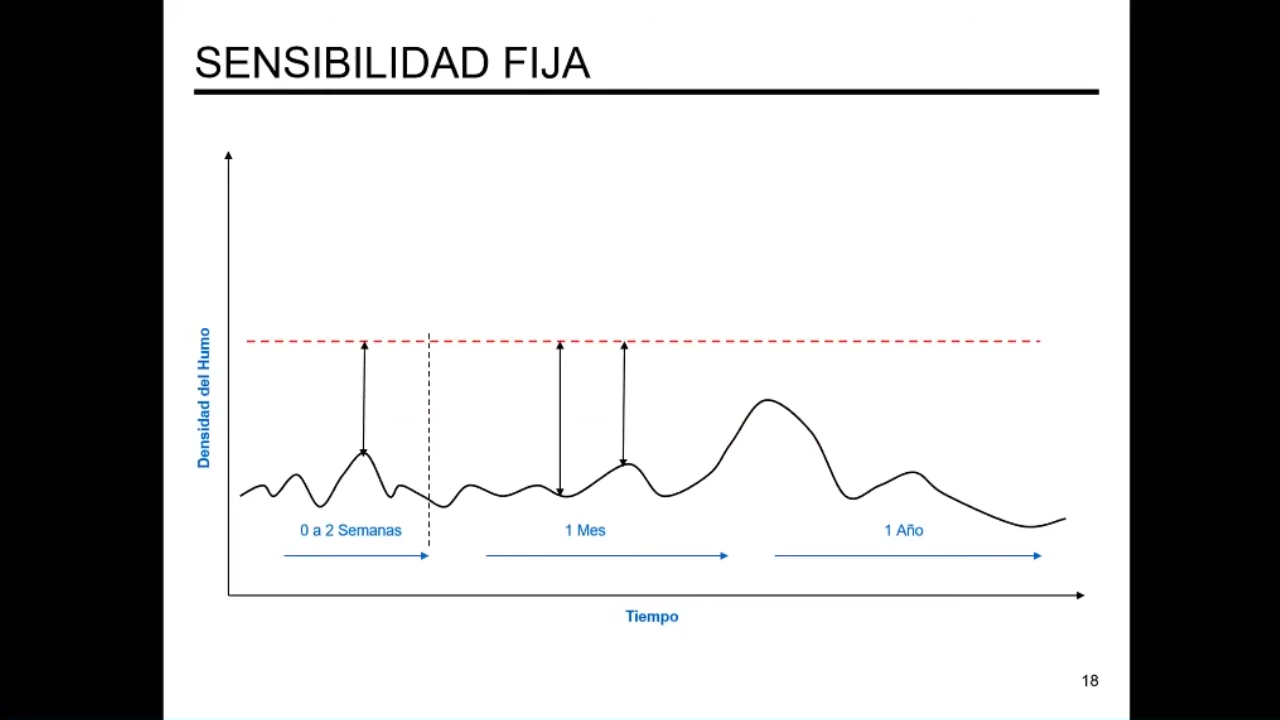 SENSIBILIDAD FIJA
Densidad del Humo
0 a 2 Semanas
1 Mes
1 Año
Tiempo
18